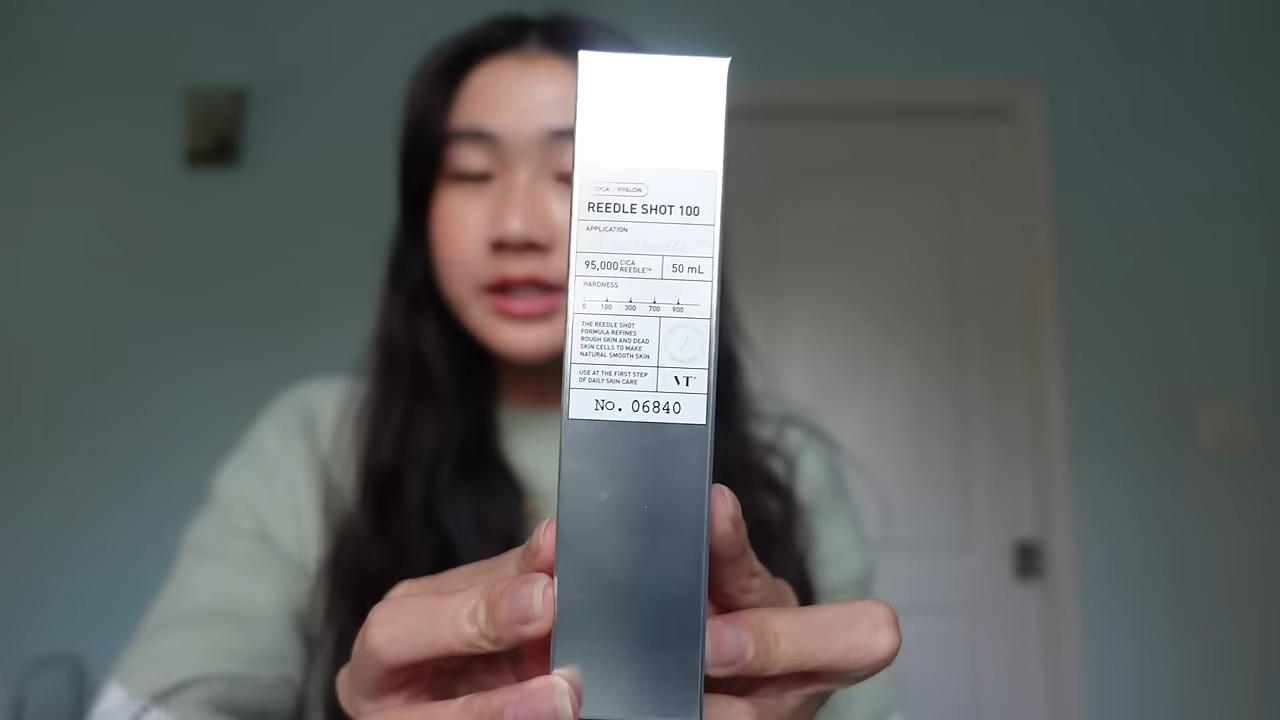 CICA HYALON
REEDLE SHOT 100
APPLICATION
95,000 CICA REEDLE™
50 mL
HARDNESS
0 100 300 700 900
THE REEDLE SHOT
FORMULA REFINES
ROUGH SKIN AND DEAD
SKIN CELLS TO MAKE
NATURAL SMOOTH SKIN
USE AT THE FIRST STEP
OF DAILY SKIN CARE
VT
No. 06840